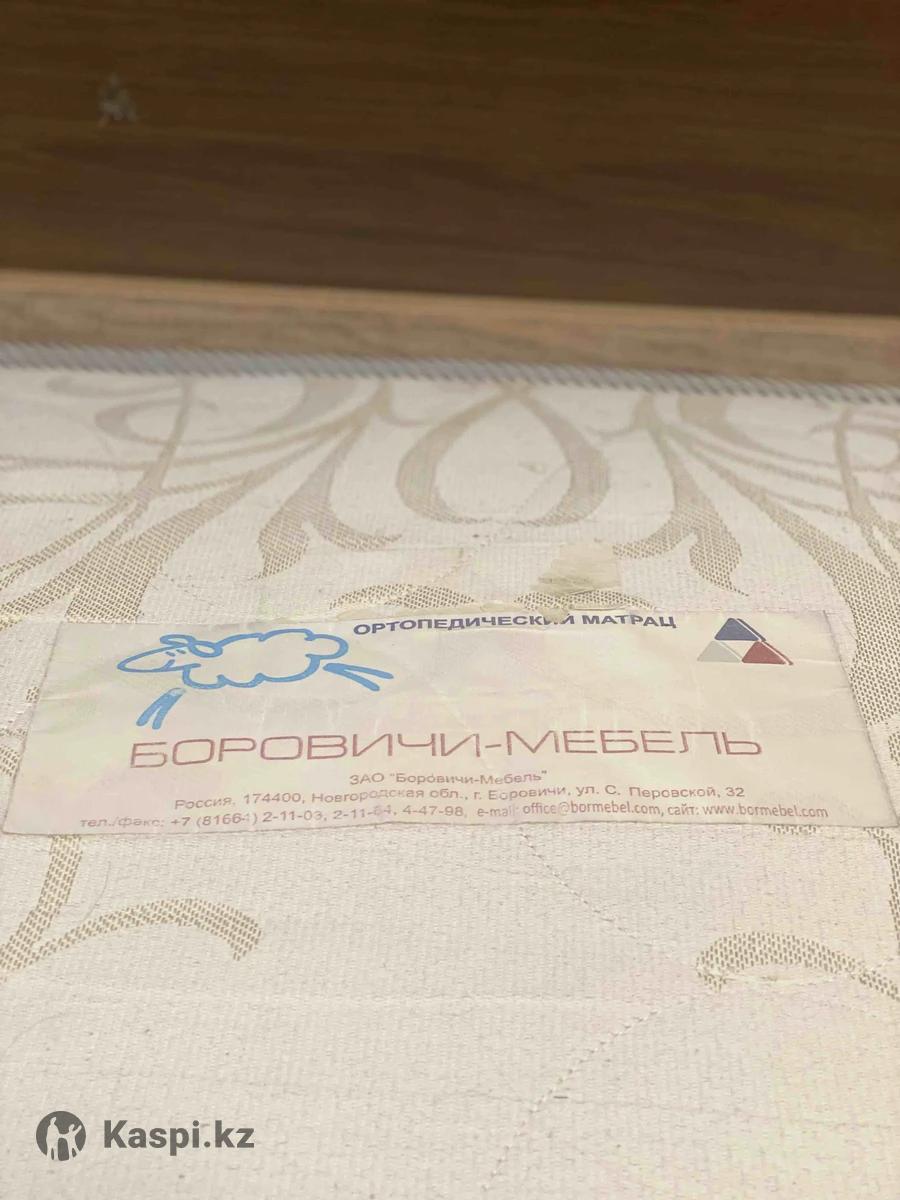 ОРТОПЕДИЧЕСКИЙ МАТРАЦ
БОРОВИЧИ-МЕБЕЛЬ
ЗАО "Боровичи-Мебель"
Россия, 174400, Новгородская обл., г. Боровичи, ул. С. Перовской, 32
тел./факс: +7 (81664) 2-11-03, 2-11-64, 4-47-98, e-mail: office@bormebel.com, сайт: www.bormebel.com
Kaspi.kz